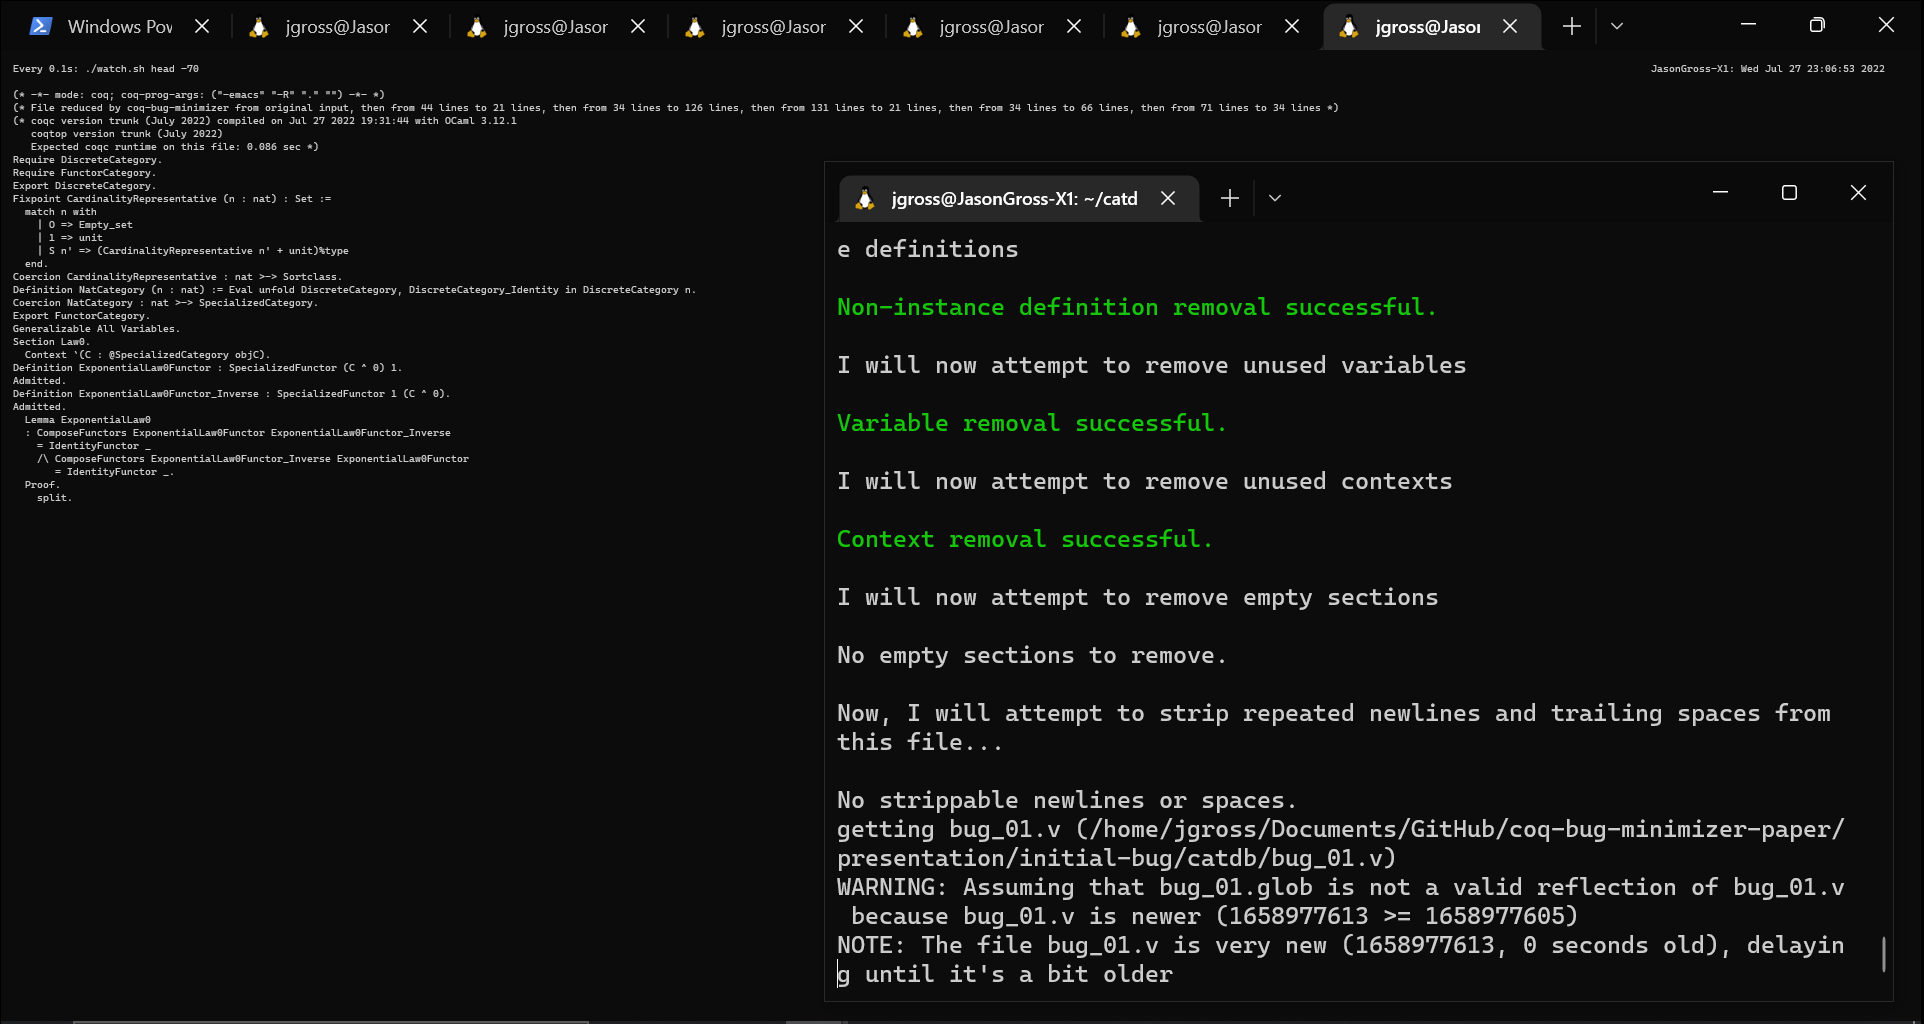 Windows Pow
jgross@Jasor
jgross@Jasor
jgross@Jasor
jgross@Jasor
jgross@Jasor
jgross@Jasor
Every 0.1s: ./watch.sh head -70
JasonGross-X1: Wed Jul 27 23:06:53 2022
(* -*- mode: coq; coq-prog-args: ("-emacs" "-R" "." "") -*- *)
(* File reduced by coq-bug-minimizer from original input, then from 44 lines to 21 lines, then from 34 lines to 126 lines, then from 131 lines to 21 lines, then from 34 lines to 66 lines, then from 71 lines to 34 lines *)
(* coqc version trunk (July 2022) compiled on Jul 27 2022 19:31:44 with OCaml 3.12.1
   coqtop version trunk (July 2022)
   Expected coqc runtime on this file: 0.086 sec *)
Require DiscreteCategory.
Require FunctorCategory.
Export DiscreteCategory.
Fixpoint CardinalityRepresentative (n : nat) : Set :=
  match n with
    | O => Empty_set
    | 1 => unit
    | S n' => (CardinalityRepresentative n' + unit)%type
  end.
Coercion CardinalityRepresentative : nat >-> Sortclass.
Definition NatCategory (n : nat) := Eval unfold DiscreteCategory, DiscreteCategory_Identity in DiscreteCategory n.
Coercion NatCategory : nat >-> SpecializedCategory.
Export FunctorCategory.
Generalizable All Variables.
Section Law0.
  Context `(C : @SpecializedCategory objC).
Definition ExponentialLaw0Functor : SpecializedFunctor (C ^ 0) 1.
Admitted.
Definition ExponentialLaw0Functor_Inverse : SpecializedFunctor 1 (C ^ 0).
Admitted.
  Lemma ExponentialLaw0
  : ComposeFunctors ExponentialLaw0Functor ExponentialLaw0Functor_Inverse
    = IdentityFunctor _
    /\ ComposeFunctors ExponentialLaw0Functor_Inverse ExponentialLaw0Functor
       = IdentityFunctor _.
  Proof.
    split.
jgross@JasonGross-X1: ~/catd
e definitions
Non-instance definition removal successful.
I will now attempt to remove unused variables
Variable removal successful.
I will now attempt to remove unused contexts
Context removal successful.
I will now attempt to remove empty sections
No empty sections to remove.
Now, I will attempt to strip repeated newlines and trailing spaces from
this file...
No strippable newlines or spaces.
getting bug_01.v (/home/jgross/Documents/GitHub/coq-bug-minimizer-paper/
presentation/initial-bug/catdb/bug_01.v)
WARNING: Assuming that bug_01.glob is not a valid reflection of bug_01.v
 because bug_01.v is newer (1658977613 >= 1658977605)
NOTE: The file bug_01.v is very new (1658977613, 0 seconds old), delayin
g until it's a bit older